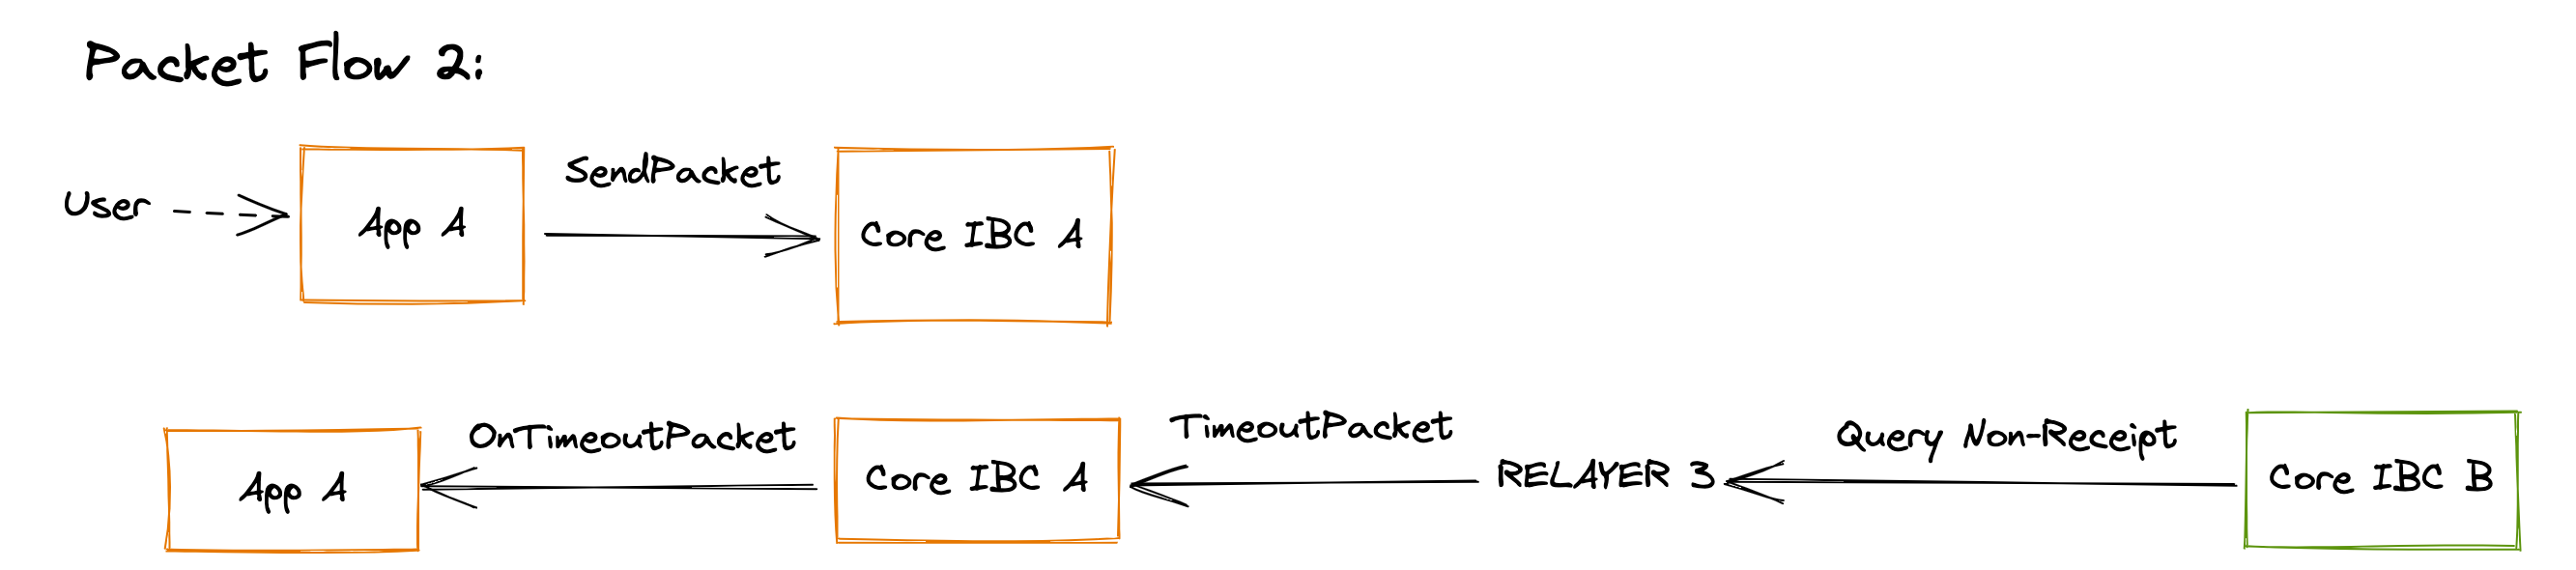 Packet Flow 2:
SendPacket
User
App A
Core IBC A
OnTimeoutPacket
TimeoutPacket
Query Non-Receipt
App A
Core IBC A
RELAYER 3
Core IBC B